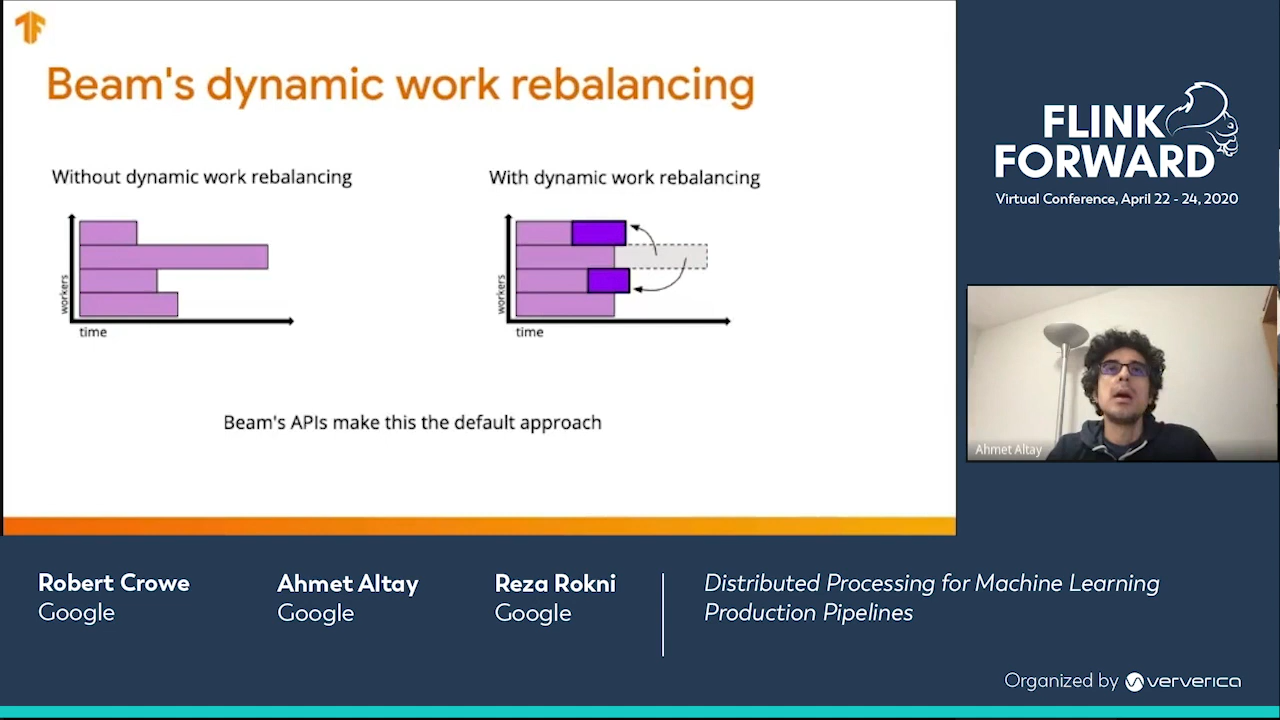 Beam's dynamic work rebalancing
Without dynamic work rebalancing
With dynamic work rebalancing
workers
time
workers
time
Beam's APIs make this the default approach
FLINK
FORWARD
Virtual Conference, April 22 - 24, 2020
Ahmet Altay
Robert Crowe
Google
Ahmet Altay
Google
Reza Rokni
Google
Distributed Processing for Machine Learning
Production Pipelines
Organized by ververica